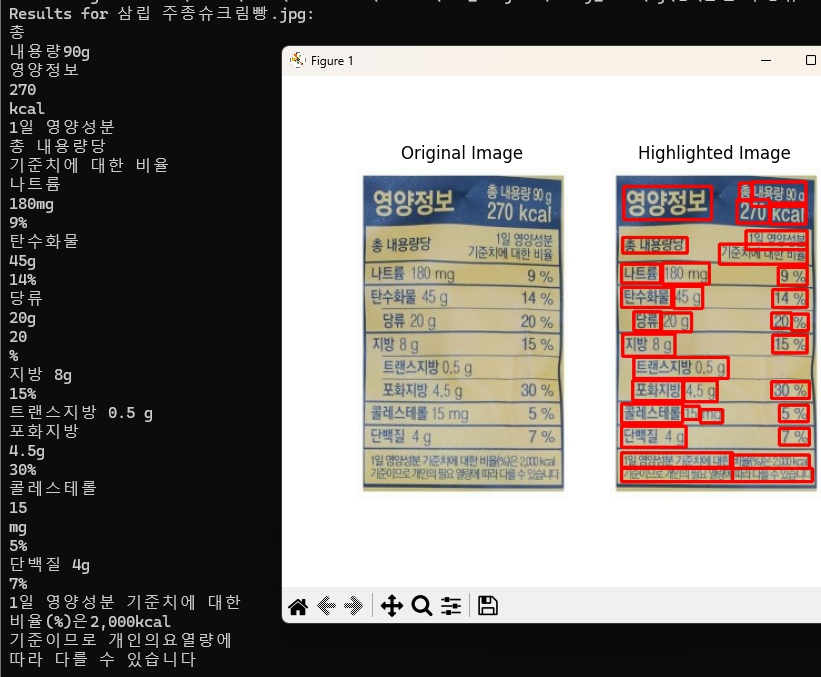 Results for 삼립 주종슈크림빵.jpg:
총
내용량90g
영양정보
270
kcal
1일 영양성분
총 내용량당
기준치에 대한 비율
나트륨
180mg
9%
탄수화물
45g
14%
당류
20g
20
%
지방 8g
15%
트랜스지방 0.5 g
포화지방
4.5g
30%
콜레스테롤
15
mg
5%
단백질 4g
7%
1일 영양성분 기준치에 대한
비율(%)은2,000kcal
기준이므로 개인의요열량에
따라 다를 수 있습니다
Figure 1
Original Image
영양정보
총 내용량 90 g
270 kcal
총 내용량당
1일 영양성분
기준치에 대한 비율
나트륨 180 mg 9 %
탄수화물 45 g 14 %
당류 20 g 20 %
지방 8 g 15 %
트랜스지방 0.5 g
포화지방 4.5 g 30 %
콜레스테롤 15 mg 5 %
단백질 4 g 7 %
1일 영양성분 기준치에 대한 비율(%)은 2,000 kcal
기준이므로 개인의 필요 열량에 따라 다를 수 있습니다
Highlighted Image
영양정보
총 내용량 90 g
270 kcal
총 내용량당
1일 영양성분
기준치에 대한 비율
나트륨 180 mg 9 %
탄수화물 45 g 14 %
당류 20 g 20 %
지방 8 g 15 %
트랜스지방 0.5 g
포화지방 4.5 g 30 %
콜레스테롤 15 mg 5 %
단백질 4 g 7 %
1일 영양성분 기준치에 대한 비율(%)은 2,000 kcal
기준이므로 개인의 필요 열량에 따라 다를 수 있습니다